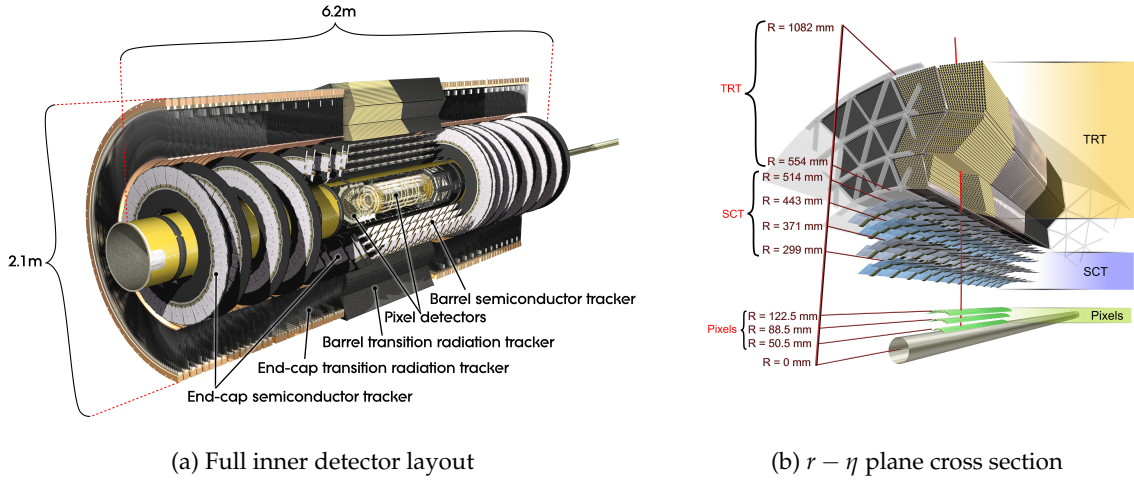 6.2m
2.1m
Barrel semiconductor tracker
Pixel detectors
Barrel transition radiation tracker
End-cap transition radiation tracker
End-cap semiconductor tracker
(a) Full inner detector layout
R = 1082 mm
TRT
R = 554 mm
R = 514 mm
R = 443 mm
SCT
R = 371 mm
R = 299 mm
R = 122.5 mm
Pixels
R = 88.5 mm
R = 50.5 mm
R = 0 mm
TRT
SCT
Pixels
(b) r − η plane cross section